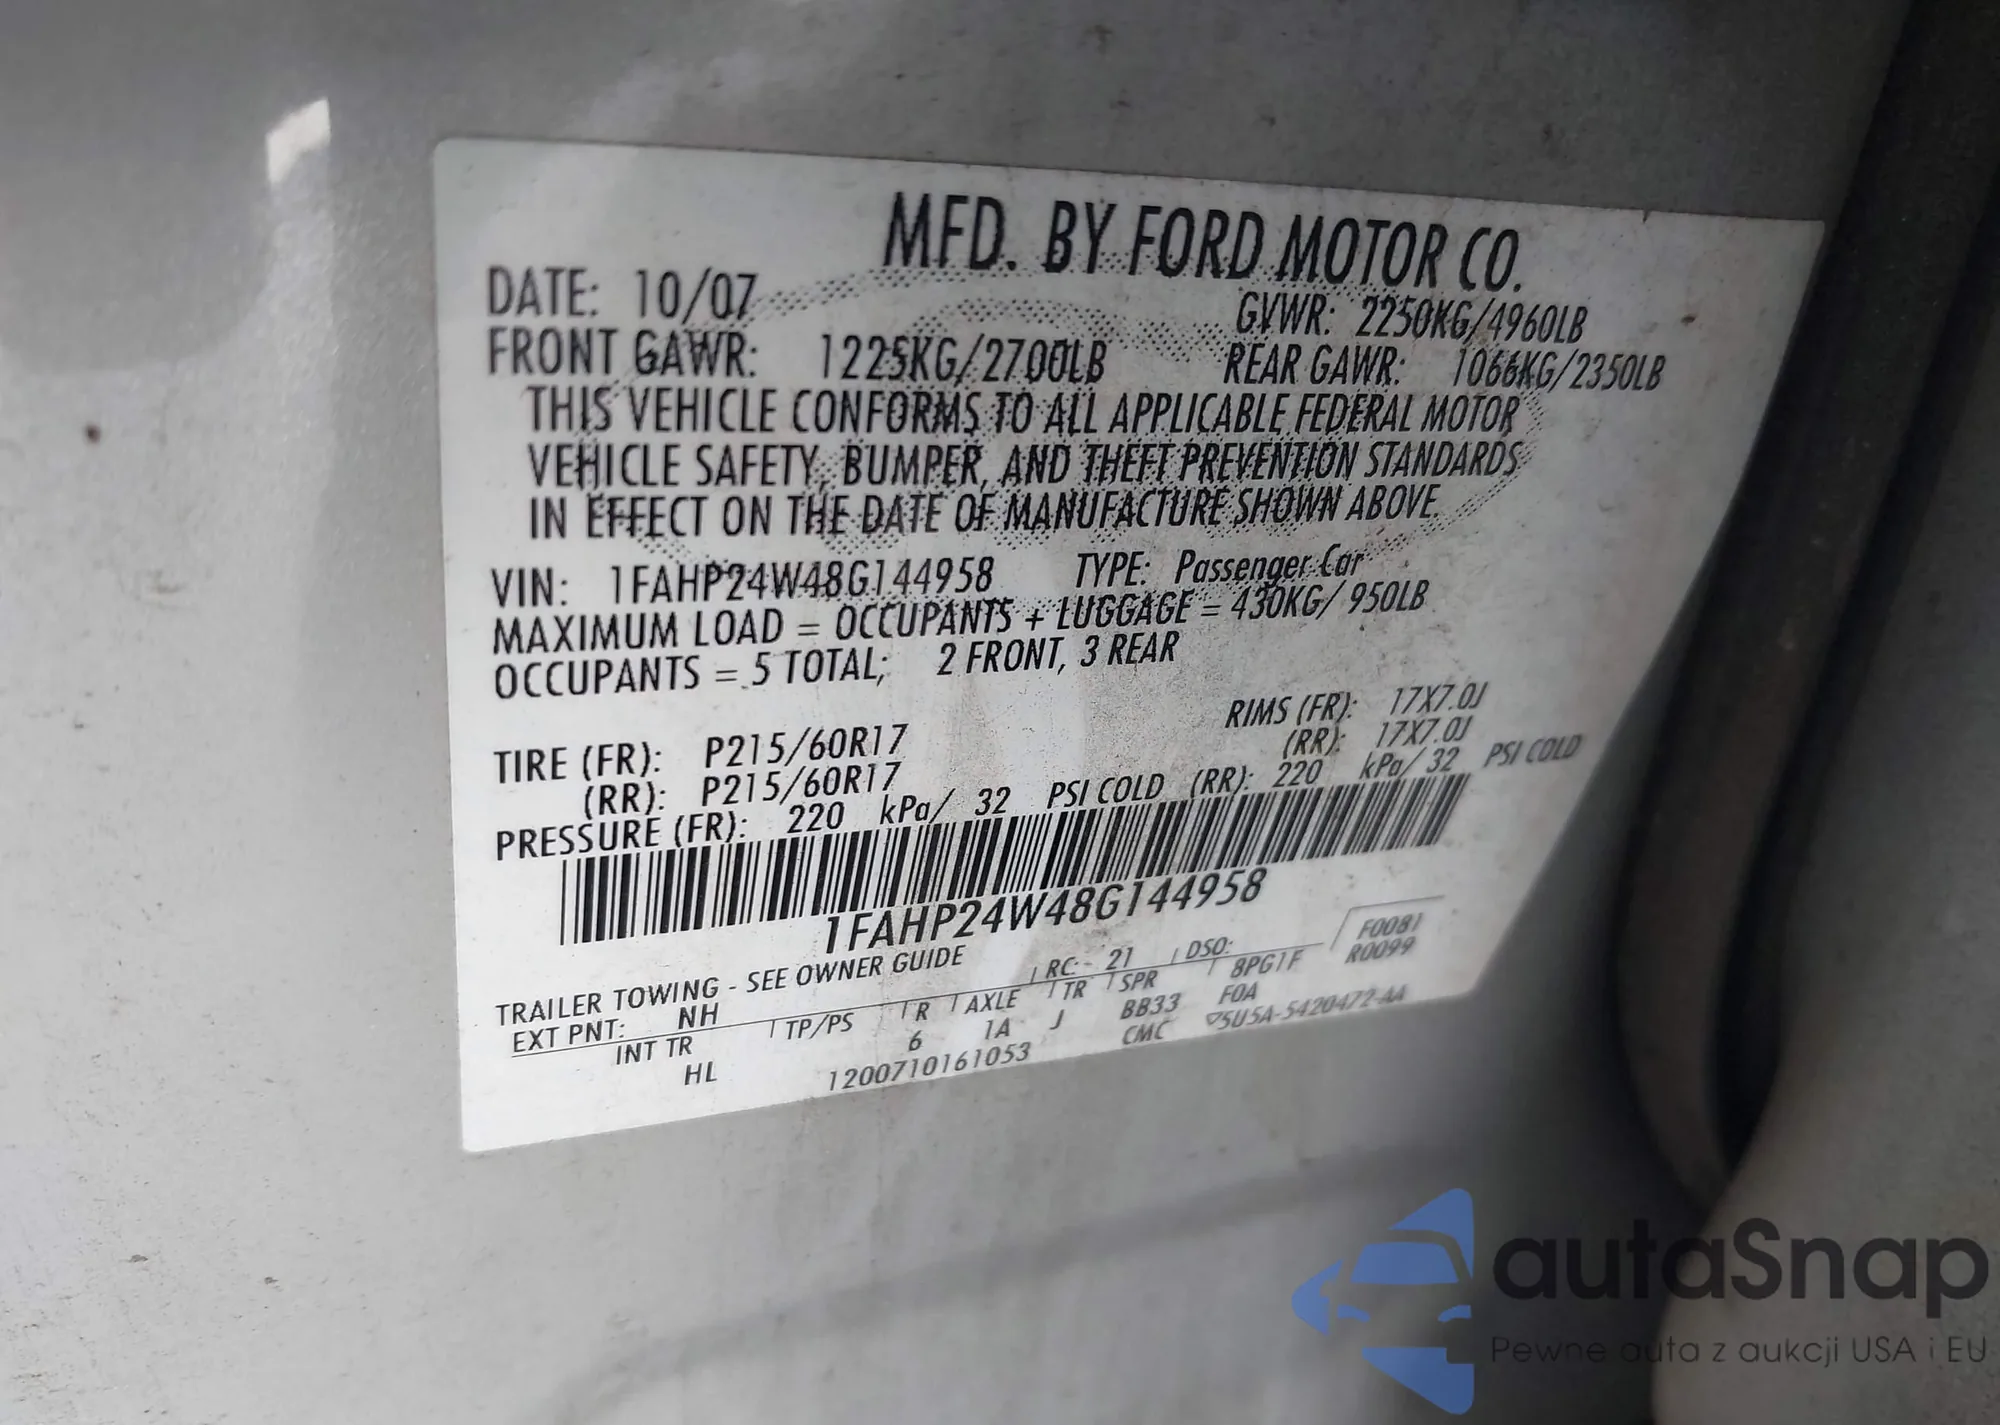 MFD. BY FORD MOTOR CO.
DATE: 10/07 GVWR: 2250KG/4960LB
FRONT GAWR: 1225KG/2700LB REAR GAWR: 1066KG/2350LB
THIS VEHICLE CONFORMS TO ALL APPLICABLE FEDERAL MOTOR
VEHICLE SAFETY, BUMPER, AND THEFT PREVENTION STANDARDS
IN EFFECT ON THE DATE OF MANUFACTURE SHOWN ABOVE.
VIN: 1FAHP24W48G144958 TYPE: Passenger Car
MAXIMUM LOAD = OCCUPANTS + LUGGAGE = 430KG/ 950LB
OCCUPANTS = 5 TOTAL; 2 FRONT, 3 REAR
TIRE (FR): P215/60R17 RIMS (FR): 17X7.0J
(RR): P215/60R17 (RR): 17X7.0J
PRESSURE (FR): 220 kPa/ 32 PSI COLD (RR): 220 kPa/ 32 PSI COLD
1FAHP24W48G144958
TRAILER TOWING - SEE OWNER GUIDE
EXT PNT: NH RC: 21 DSO: F0081
INT TR TP/PS R AXLE TR SPR 8PG1F R0099
HL 6 1A J BB33 F0A
1200710161053 CMC ▽5U5A-5420472-AA
autaSnap
Pewne auta z aukcji USA i EU